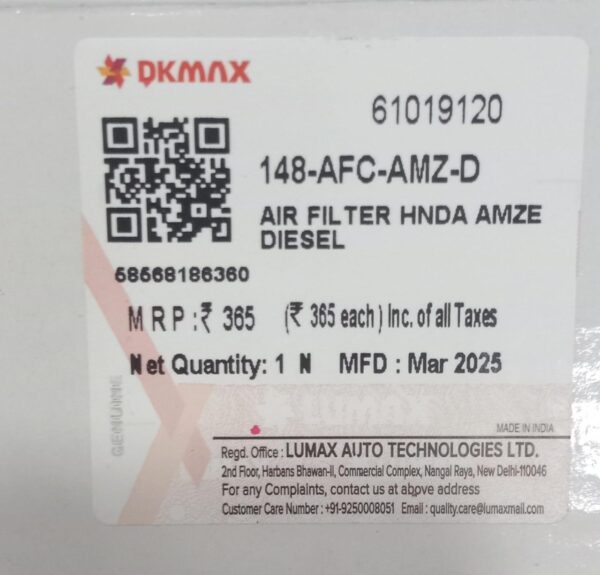 DKMAX
61019120
148-AFC-AMZ-D
AIR FILTER HNDA AMZE
DIESEL
58568186360
M R P :₹ 365 (₹ 365 each) Inc. of all Taxes
Net Quantity: 1 N MFD : Mar 2025
GENUINE
LUMAX
MADE IN INDIA
Regd. Office : LUMAX AUTO TECHNOLOGIES LTD.
2nd Floor, Harbans Bhawan-II, Commercial Complex, Nangal Raya, New Delhi-110046
For any Complaints, contact us at above address
Customer Care Number : +91-9250008051 Email : quality.care@lumaxmail.com